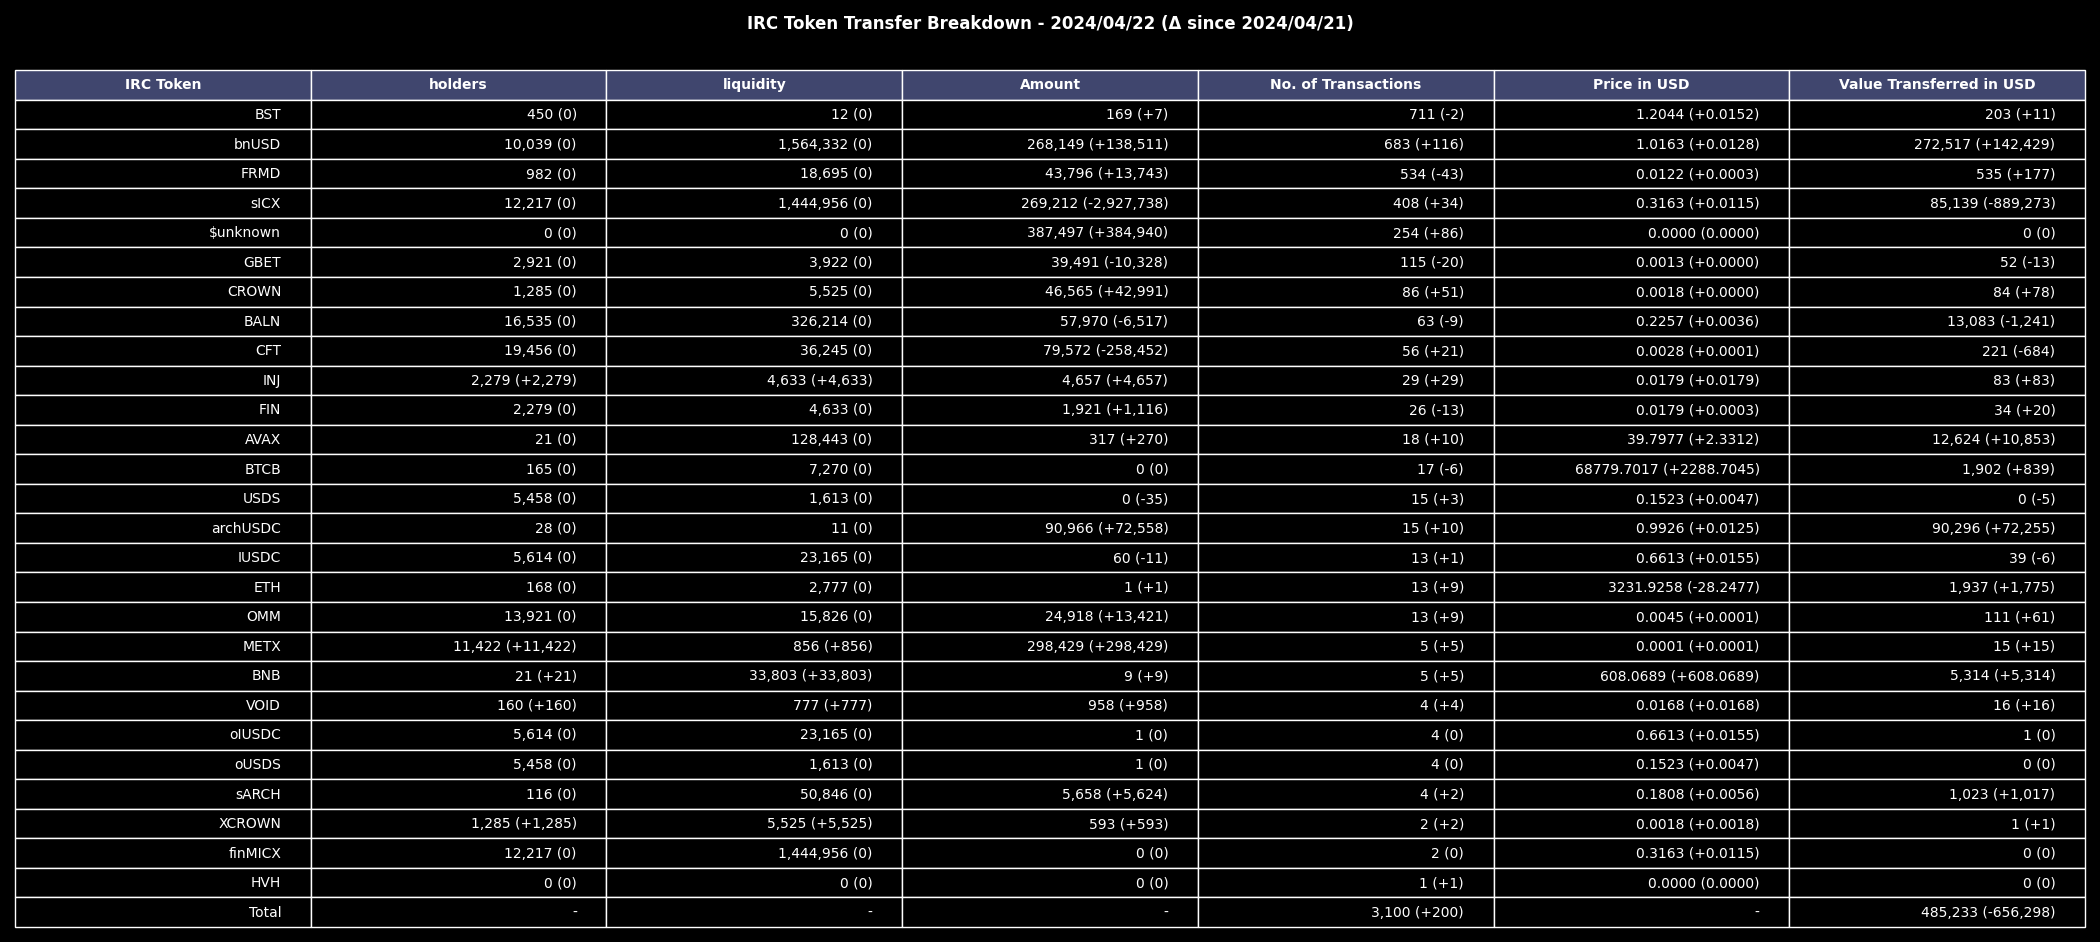 IRC Token Transfer Breakdown - 2024/04/22 (Δ since 2024/04/21)
IRC Token holders liquidity Amount No. of Transactions Price in USD Value Transferred in USD
BST 450 (0) 12 (0) 169 (+7) 711 (-2) 1.2044 (+0.0152) 203 (+11)
bnUSD 10,039 (0) 1,564,332 (0) 268,149 (+138,511) 683 (+116) 1.0163 (+0.0128) 272,517 (+142,429)
FRMD 982 (0) 18,695 (0) 43,796 (+13,743) 534 (-43) 0.0122 (+0.0003) 535 (+177)
sICX 12,217 (0) 1,444,956 (0) 269,212 (-2,927,738) 408 (+34) 0.3163 (+0.0115) 85,139 (-889,273)
$unknown 0 (0) 0 (0) 387,497 (+384,940) 254 (+86) 0.0000 (0.0000) 0 (0)
GBET 2,921 (0) 3,922 (0) 39,491 (-10,328) 115 (-20) 0.0013 (+0.0000) 52 (-13)
CROWN 1,285 (0) 5,525 (0) 46,565 (+42,991) 86 (+51) 0.0018 (+0.0000) 84 (+78)
BALN 16,535 (0) 326,214 (0) 57,970 (-6,517) 63 (-9) 0.2257 (+0.0036) 13,083 (-1,241)
CFT 19,456 (0) 36,245 (0) 79,572 (-258,452) 56 (+21) 0.0028 (+0.0001) 221 (-684)
INJ 2,279 (+2,279) 4,633 (+4,633) 4,657 (+4,657) 29 (+29) 0.0179 (+0.0179) 83 (+83)
FIN 2,279 (0) 4,633 (0) 1,921 (+1,116) 26 (-13) 0.0179 (+0.0003) 34 (+20)
AVAX 21 (0) 128,443 (0) 317 (+270) 18 (+10) 39.7977 (+2.3312) 12,624 (+10,853)
BTCB 165 (0) 7,270 (0) 0 (0) 17 (-6) 68779.7017 (+2288.7045) 1,902 (+839)
USDS 5,458 (0) 1,613 (0) 0 (-35) 15 (+3) 0.1523 (+0.0047) 0 (-5)
archUSDC 28 (0) 11 (0) 90,966 (+72,558) 15 (+10) 0.9926 (+0.0125) 90,296 (+72,255)
IUSDC 5,614 (0) 23,165 (0) 60 (-11) 13 (+1) 0.6613 (+0.0155) 39 (-6)
ETH 168 (0) 2,777 (0) 1 (+1) 13 (+9) 3231.9258 (-28.2477) 1,937 (+1,775)
OMM 13,921 (0) 15,826 (0) 24,918 (+13,421) 13 (+9) 0.0045 (+0.0001) 111 (+61)
METX 11,422 (+11,422) 856 (+856) 298,429 (+298,429) 5 (+5) 0.0001 (+0.0001) 15 (+15)
BNB 21 (+21) 33,803 (+33,803) 9 (+9) 5 (+5) 608.0689 (+608.0689) 5,314 (+5,314)
VOID 160 (+160) 777 (+777) 958 (+958) 4 (+4) 0.0168 (+0.0168) 16 (+16)
oIUSDC 5,614 (0) 23,165 (0) 1 (0) 4 (0) 0.6613 (+0.0155) 1 (0)
oUSDS 5,458 (0) 1,613 (0) 1 (0) 4 (0) 0.1523 (+0.0047) 0 (0)
sARCH 116 (0) 50,846 (0) 5,658 (+5,624) 4 (+2) 0.1808 (+0.0056) 1,023 (+1,017)
XCROWN 1,285 (+1,285) 5,525 (+5,525) 593 (+593) 2 (+2) 0.0018 (+0.0018) 1 (+1)
finMICX 12,217 (0) 1,444,956 (0) 0 (0) 2 (0) 0.3163 (+0.0115) 0 (0)
HVH 0 (0) 0 (0) 0 (0) 1 (+1) 0.0000 (0.0000) 0 (0)
Total - - - 3,100 (+200) - 485,233 (-656,298)